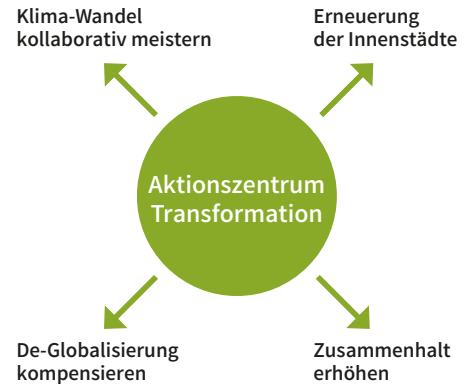 Klima-Wandel
kollaborativ meistern
Erneuerung
der Innenstädte
Aktionszentrum
Transformation
De-Globalisierung
kompensieren
Zusammenhalt
erhöhen